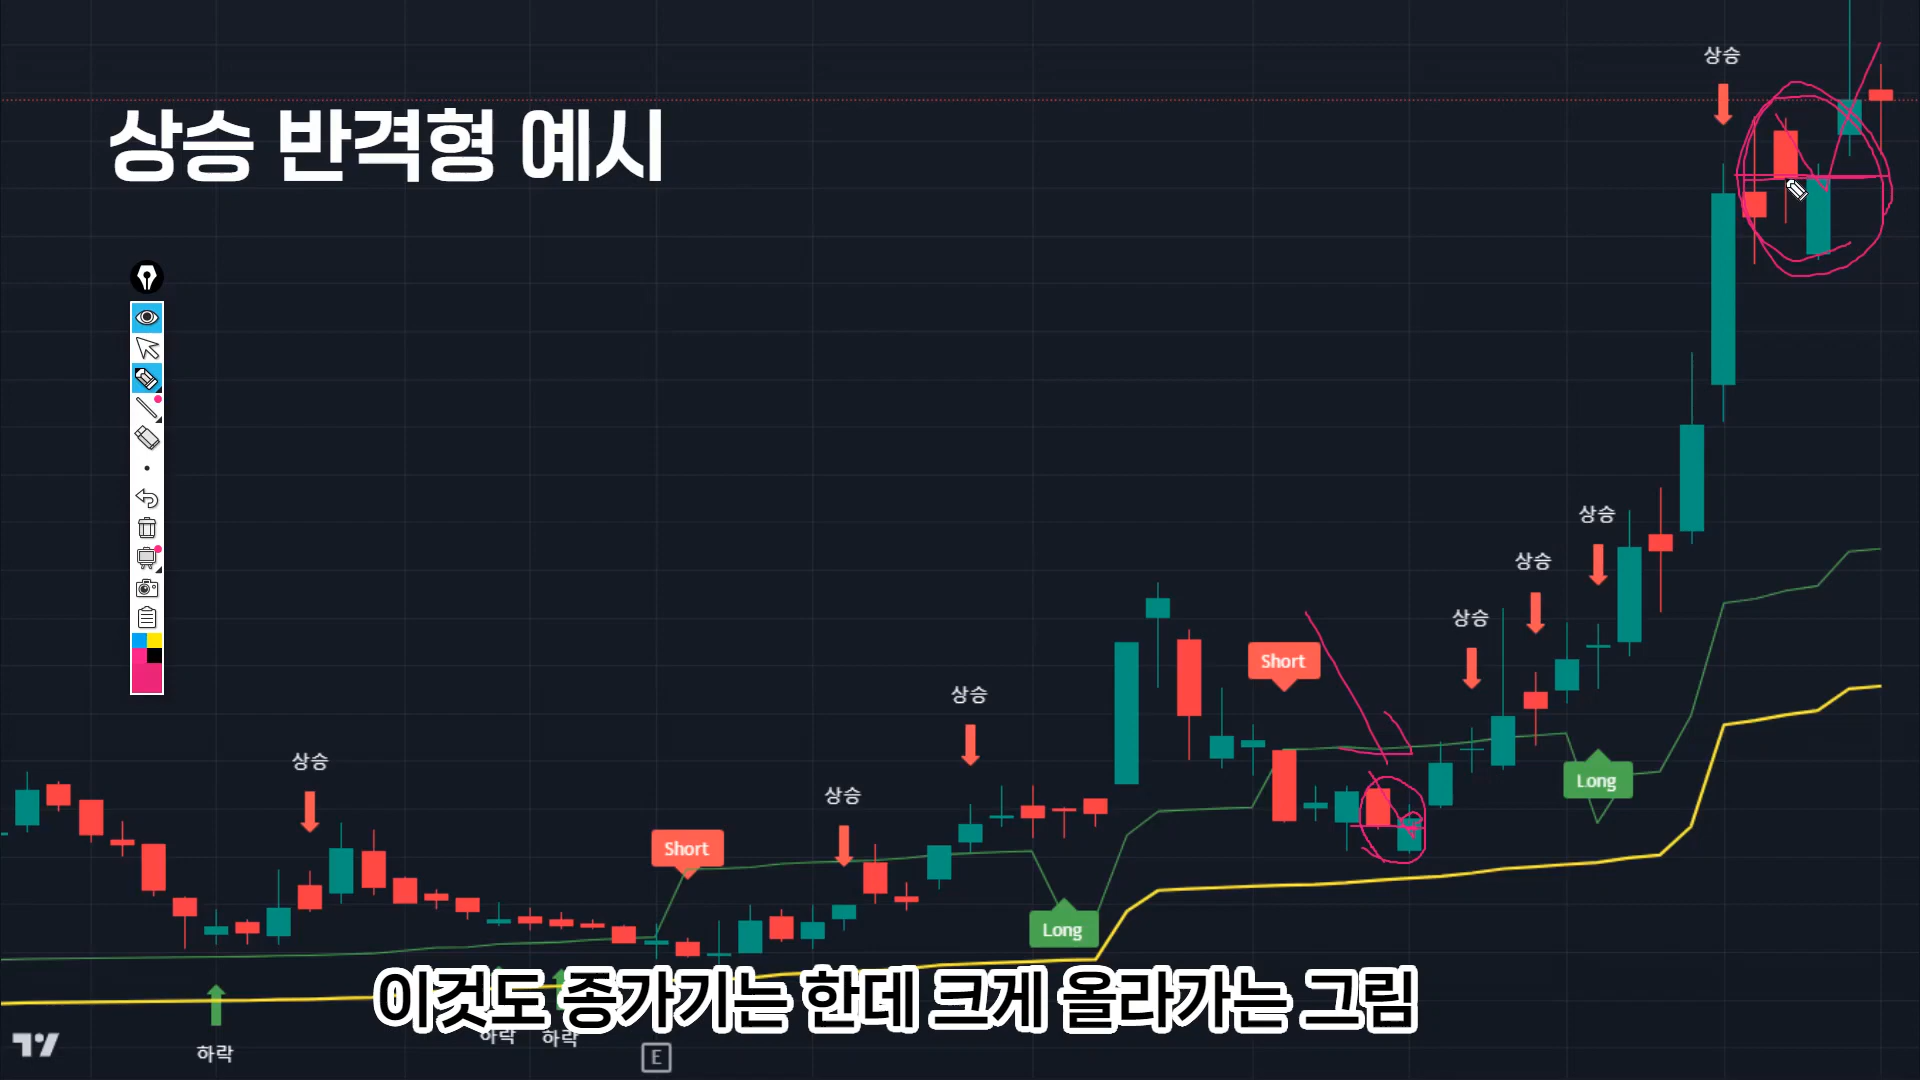 상승
상승 반격형 예시
상승
상승
상승
Short
상승
상승
Long
상승
Short
Long
이것도 종가기는 한데 크게 올라가는 그림
하락
하락
하락
E